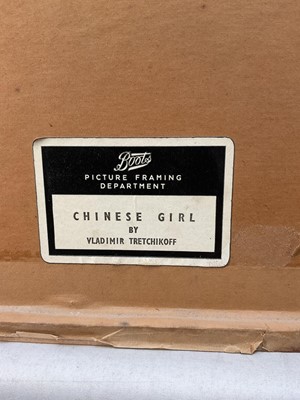 Boots
PICTURE FRAMING
DEPARTMENT
CHINESE GIRL
BY
VLADIMIR TRETCHIKOFF